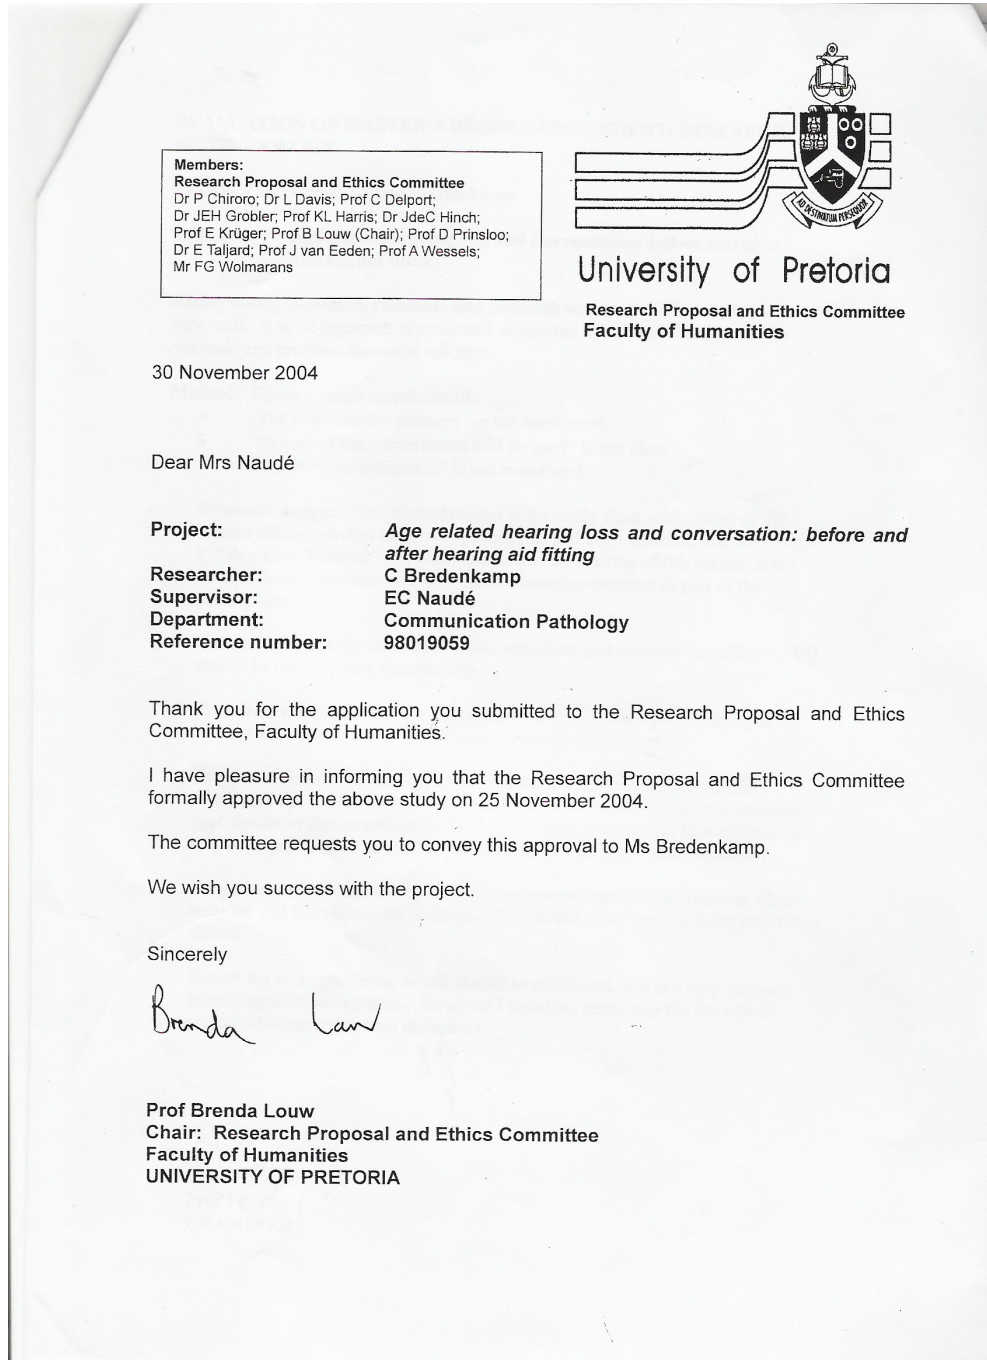 Members:
Research Proposal and Ethics Committee
Dr P Chiroro; Dr L Davis; Prof C Delport;
Dr JEH Grobler; Prof KL Harris; Dr JdeC Hinch;
Prof E Krüger; Prof B Louw (Chair); Prof D Prinsloo;
Dr E Taljard; Prof J van Eeden; Prof A Wessels;
Mr FG Wolmarans
AD DESTINATUM PERSEQUOR
University of Pretoria
Research Proposal and Ethics Committee
Faculty of Humanities
30 November 2004
Dear Mrs Naudé
Project: Age related hearing loss and conversation: before and
after hearing aid fitting
Researcher: C Bredenkamp
Supervisor: EC Naudé
Department: Communication Pathology
Reference number: 98019059
Thank you for the application you submitted to the Research Proposal and Ethics
Committee, Faculty of Humanities.
I have pleasure in informing you that the Research Proposal and Ethics Committee
formally approved the above study on 25 November 2004.
The committee requests you to convey this approval to Ms Bredenkamp.
We wish you success with the project.
Sincerely
Brenda Louw
Prof Brenda Louw
Chair: Research Proposal and Ethics Committee
Faculty of Humanities
UNIVERSITY OF PRETORIA